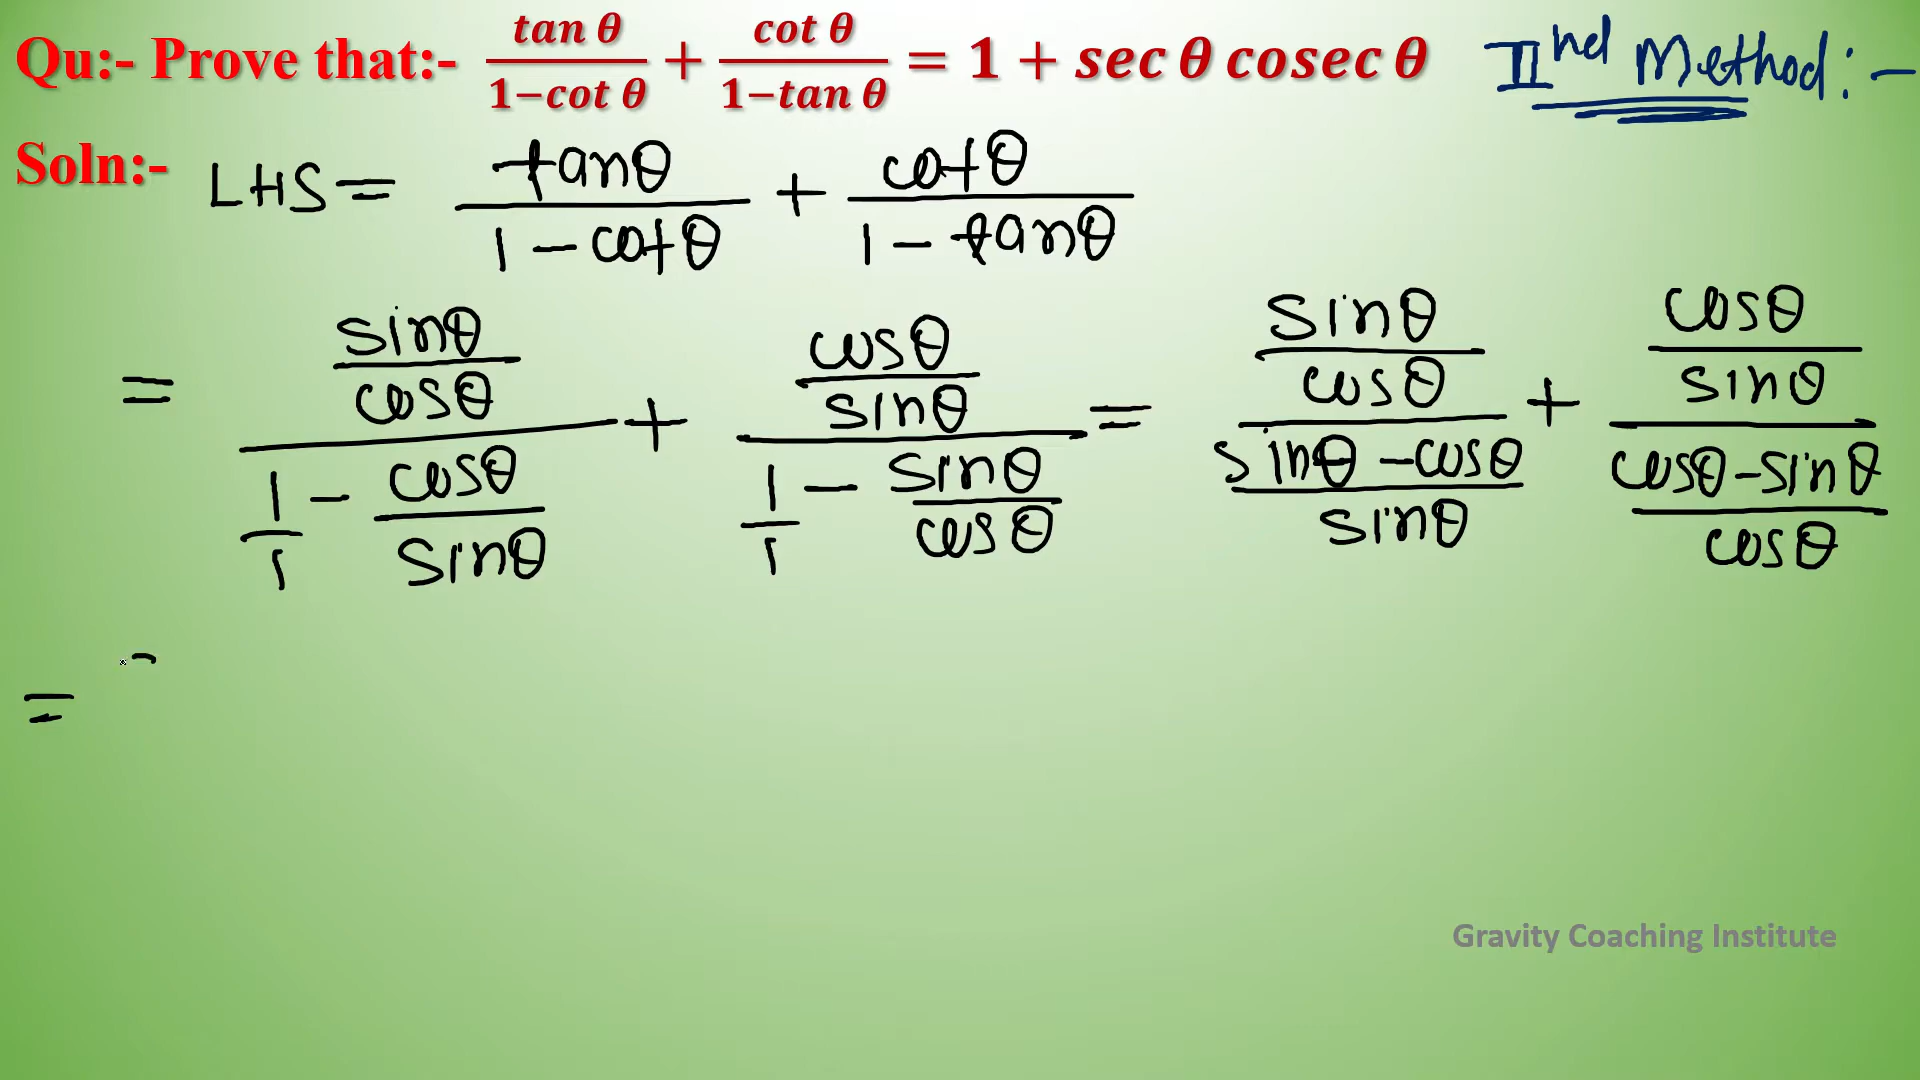 Qu:- Prove that:- tan θ / 1−cot θ + cot θ / 1−tan θ = 1 + sec θ cosec θ IInd Method:-
Soln:- LHS = tanθ / 1 − cotθ + cotθ / 1 − tanθ
= sinθ/cosθ / 1/1 − cosθ/sinθ + cosθ/sinθ / 1/1 − sinθ/cosθ = sinθ/cosθ / sinθ − cosθ/sinθ + cosθ/sinθ / cosθ − sinθ/cosθ
=
Gravity Coaching Institute